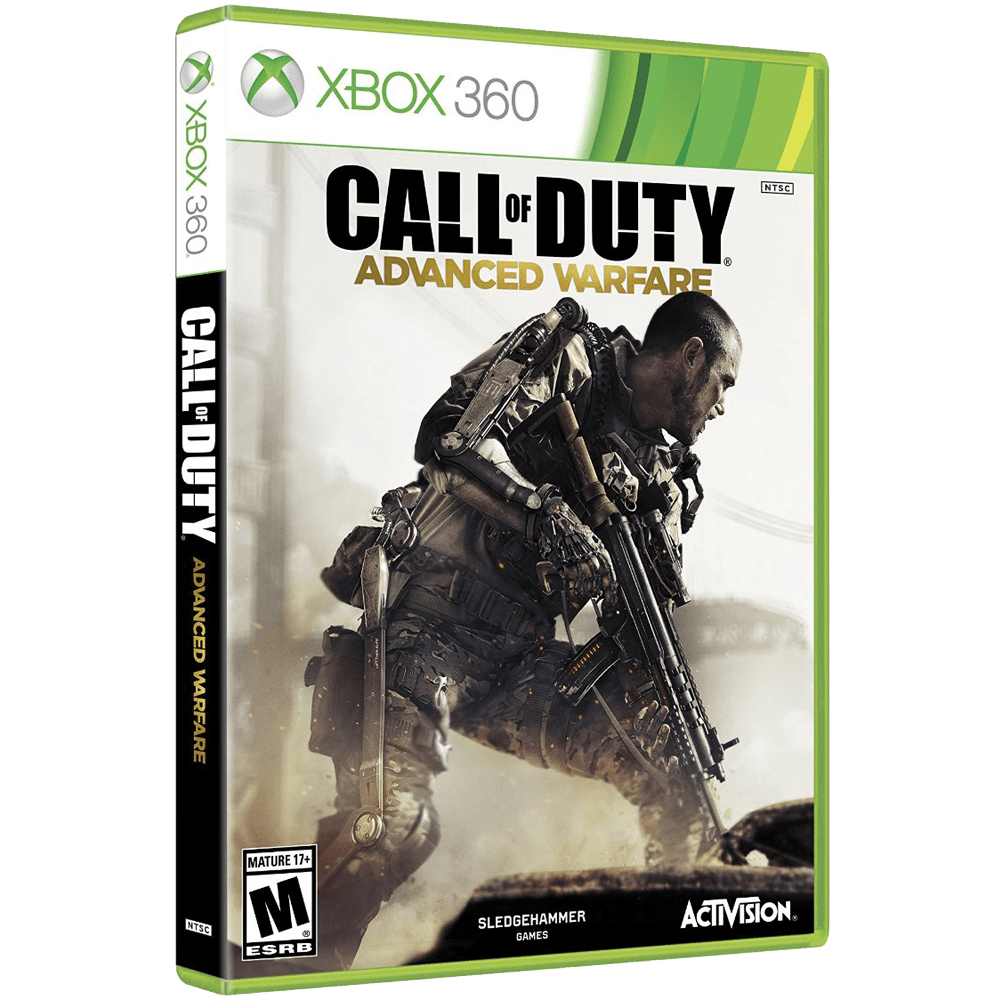 XBOX 360
CALL OF DUTY®
ADVANCED WARFARE
NTSC
XBOX 360
NTSC
CALL OF DUTY®
ADVANCED WARFARE
MATURE 17+
M®
ESRB
SLEDGEHAMMER
GAMES
ACTIVISION®